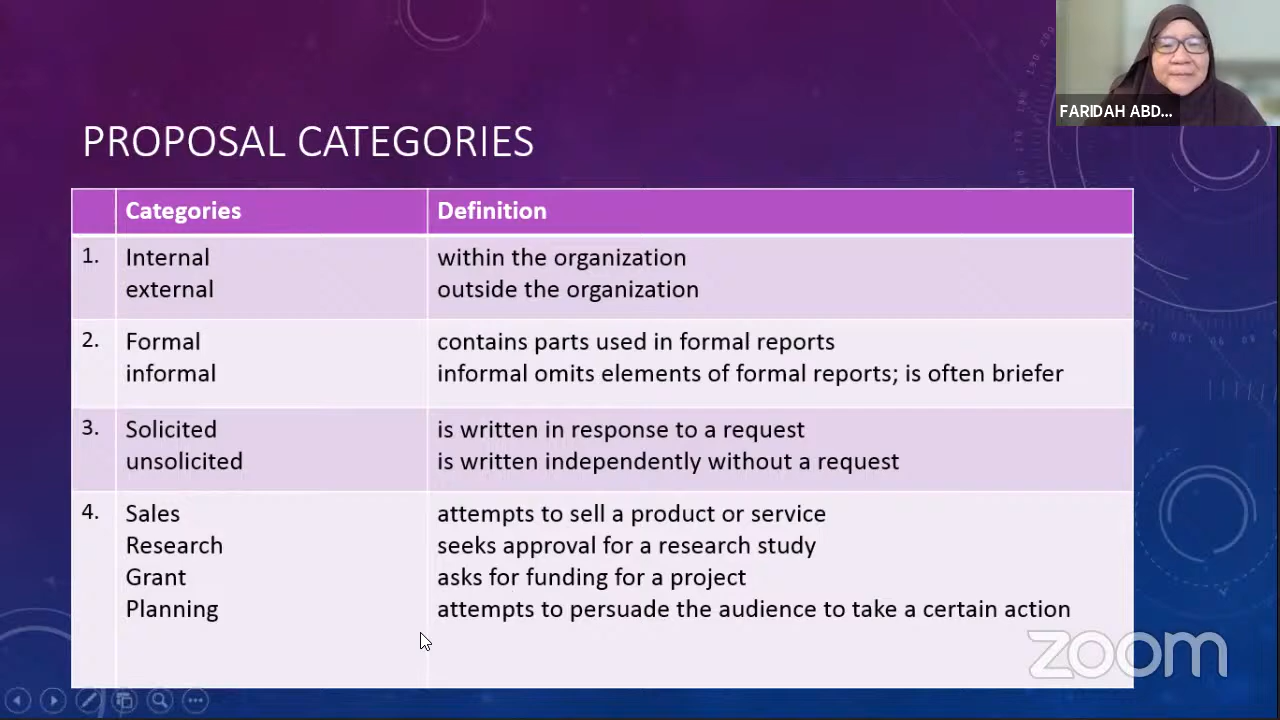 FARIDAH ABD...
PROPOSAL CATEGORIES
Categories Definition
1. Internal within the organization
external outside the organization
2. Formal contains parts used in formal reports
informal informal omits elements of formal reports; is often briefer
3. Solicited is written in response to a request
unsolicited is written independently without a request
4. Sales attempts to sell a product or service
Research seeks approval for a research study
Grant asks for funding for a project
Planning attempts to persuade the audience to take a certain action
zoom